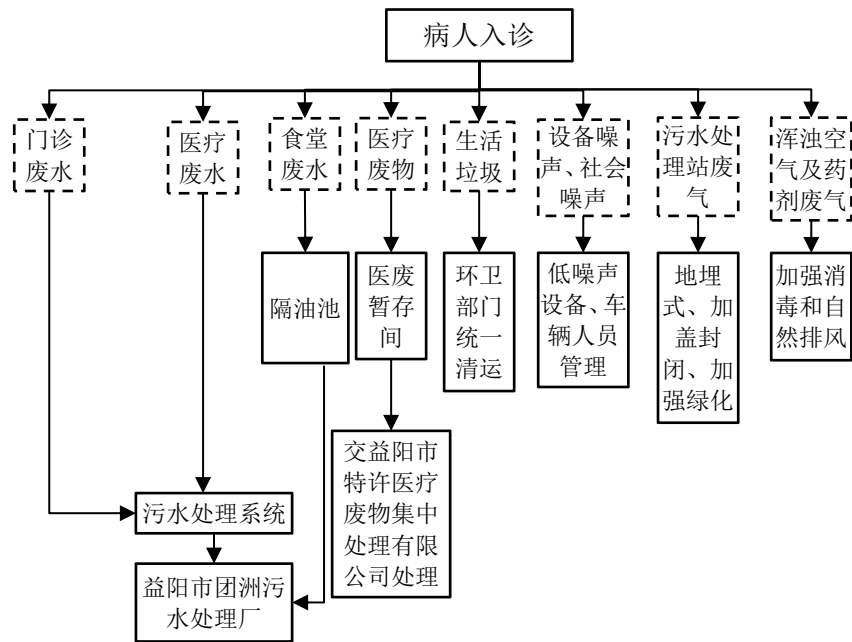 病人入诊
门诊
废水
医疗
废水
食堂
废水
医疗
废物
生活
垃圾
设备噪
声、社会
噪声
污水处
理站废
气
浑浊空
气及药
剂废气
隔油池
医废
暂存
间
环卫
部门
统一
清运
低噪声
设备、车
辆人员
管理
地埋
式、加
盖封
闭、加
强绿化
加强消
毒和自
然排风
交益阳市
特许医疗
废物集中
处理有限
公司处理
污水处理系统
益阳市团洲污
水处理厂